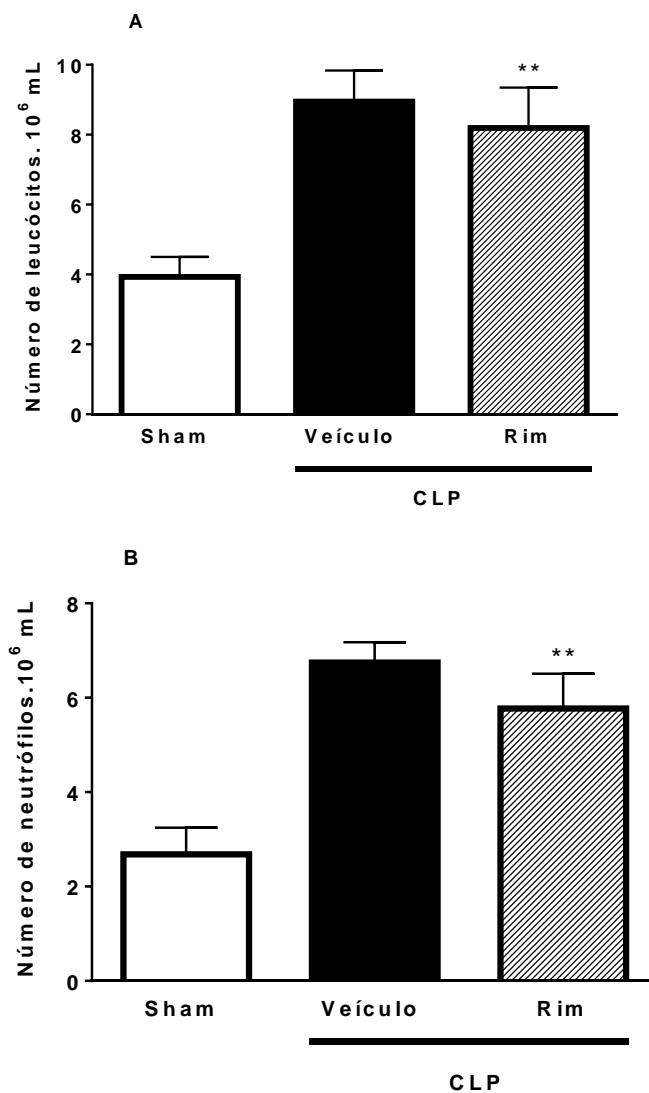 A
Número de leucócitos. 10⁶ mL
10
8
6
4
2
0
**
Sham Veículo Rim
CLP
B
Número de neutrófilos.10⁶ mL
8
6
4
2
0
**
Sham Veículo Rim
CLP